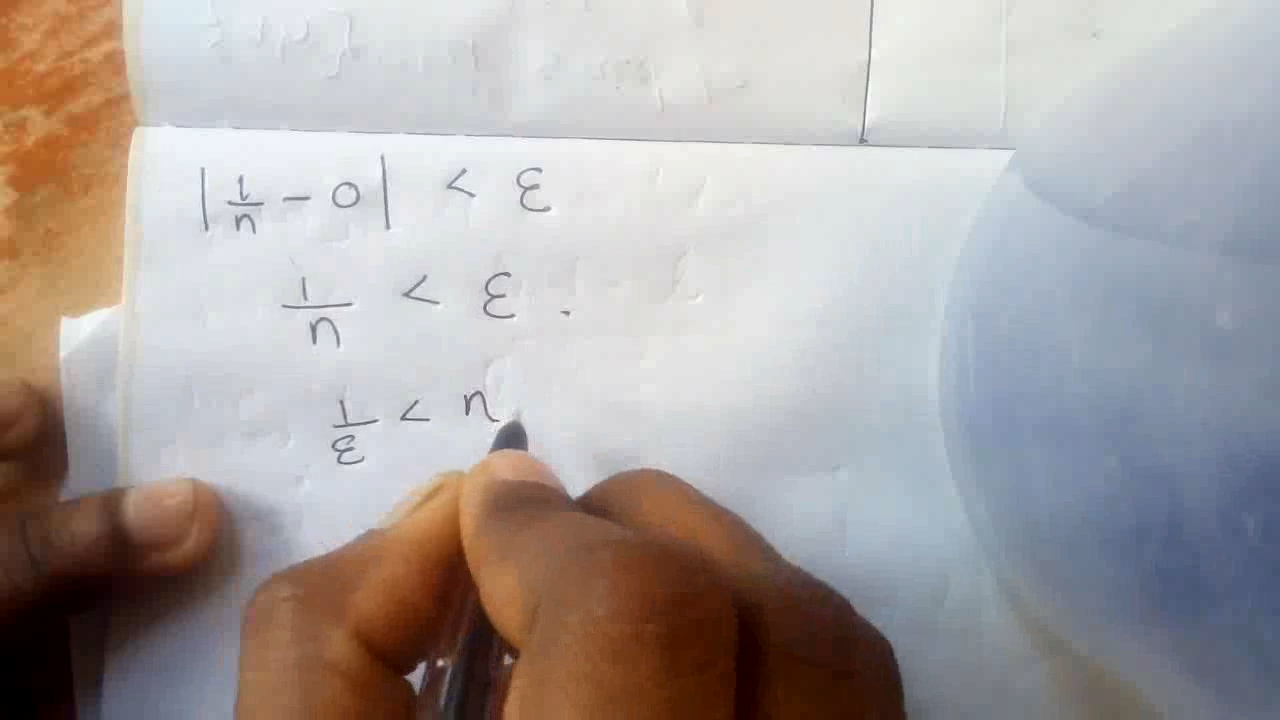 |1/n - 0| < ε
1/n < ε .
1/ε < n